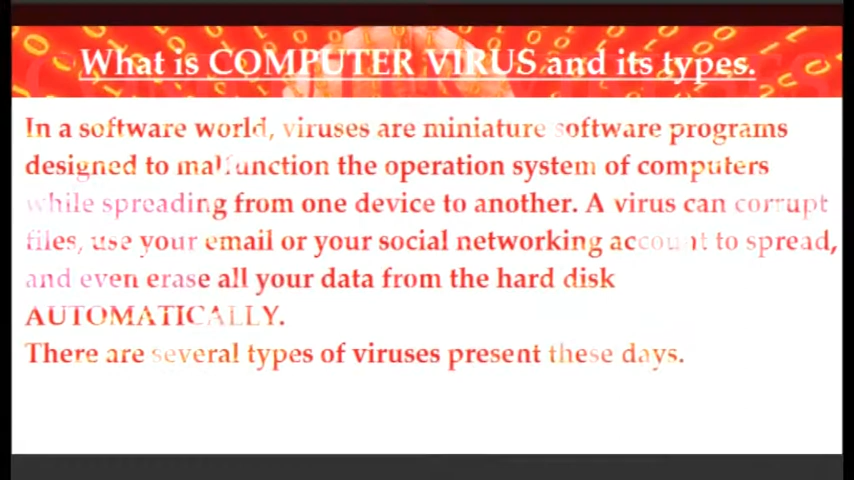 What is COMPUTER VIRUS and its types.
In a software world, viruses are miniature software programs
designed to malfunction the operation system of computers
while spreading from one device to another. A virus can corrupt
files, use your email or your social networking account to spread,
and even erase all your data from the hard disk
AUTOMATICALLY.
There are several types of viruses present these days.